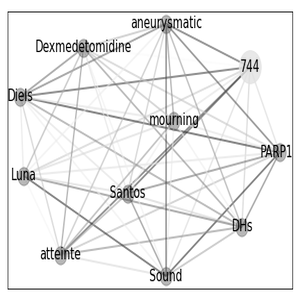 aneurysmatic
Dexmedetomidine
744
Diels
mourning
PARP1
Luna
Santos
DHs
atteinte
Sound